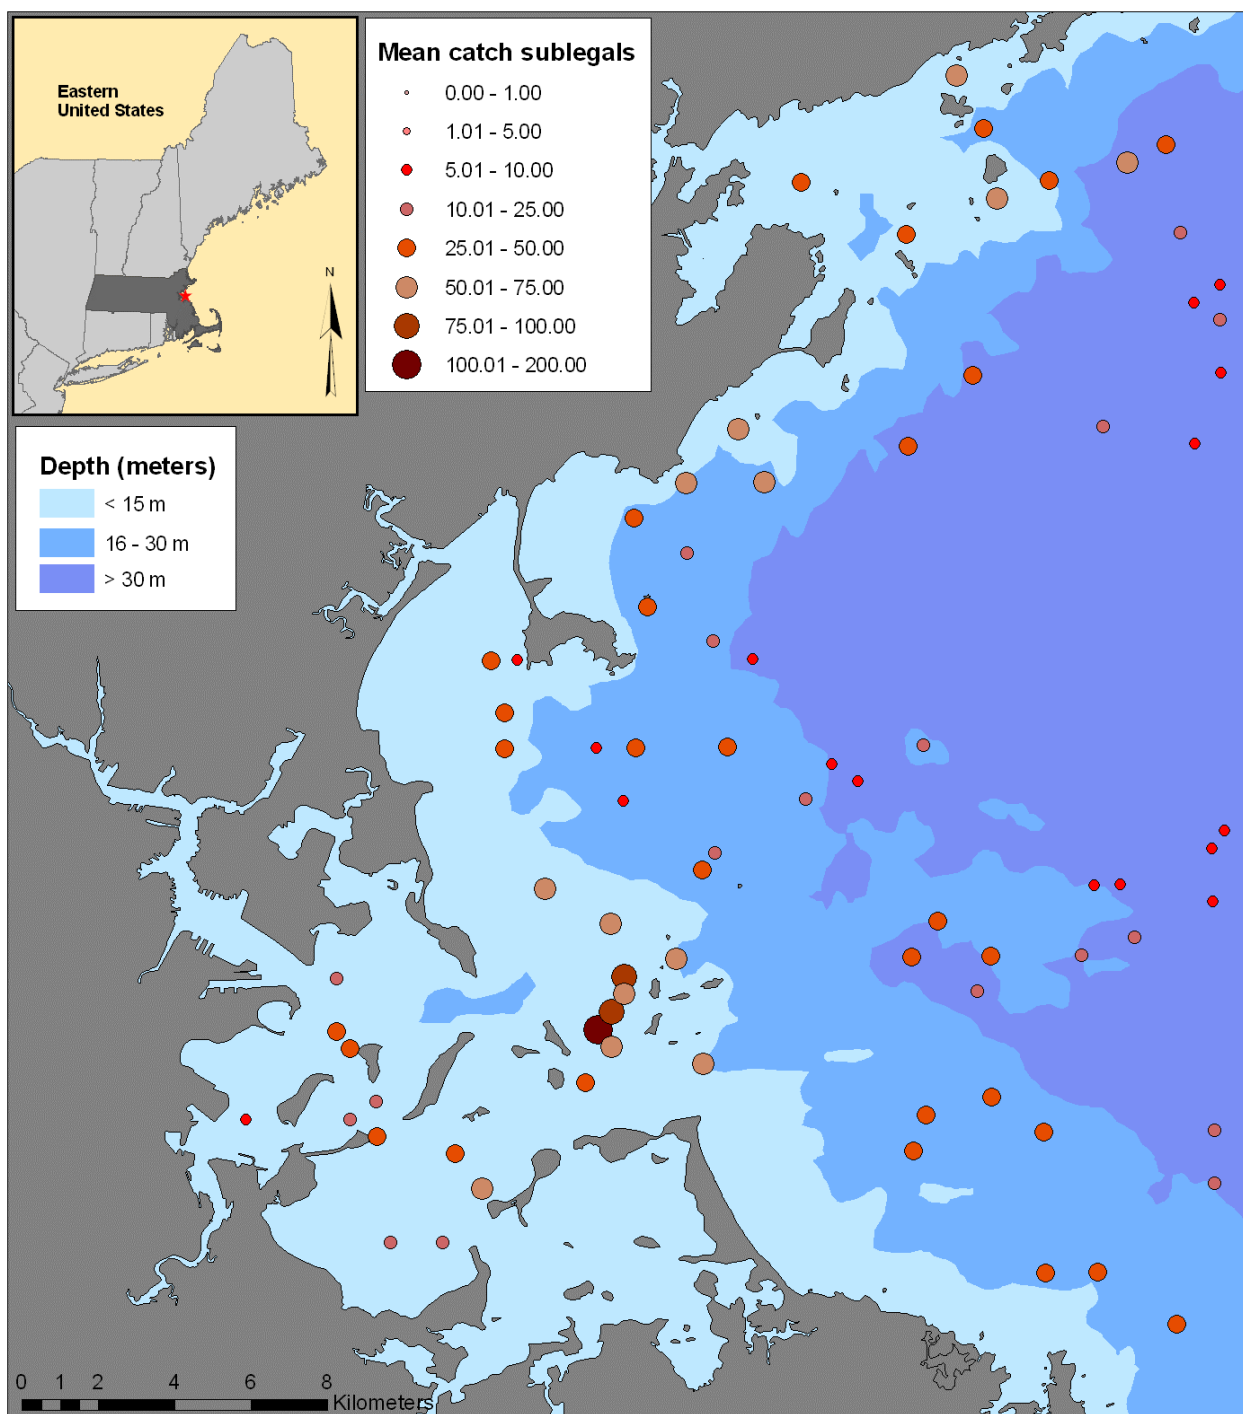 Eastern
United States
N
Mean catch sublegals
0.00 - 1.00
1.01 - 5.00
5.01 - 10.00
10.01 - 25.00
25.01 - 50.00
50.01 - 75.00
75.01 - 100.00
100.01 - 200.00
Depth (meters)
< 15 m
16 - 30 m
> 30 m
0 1 2 4 6 8
Kilometers